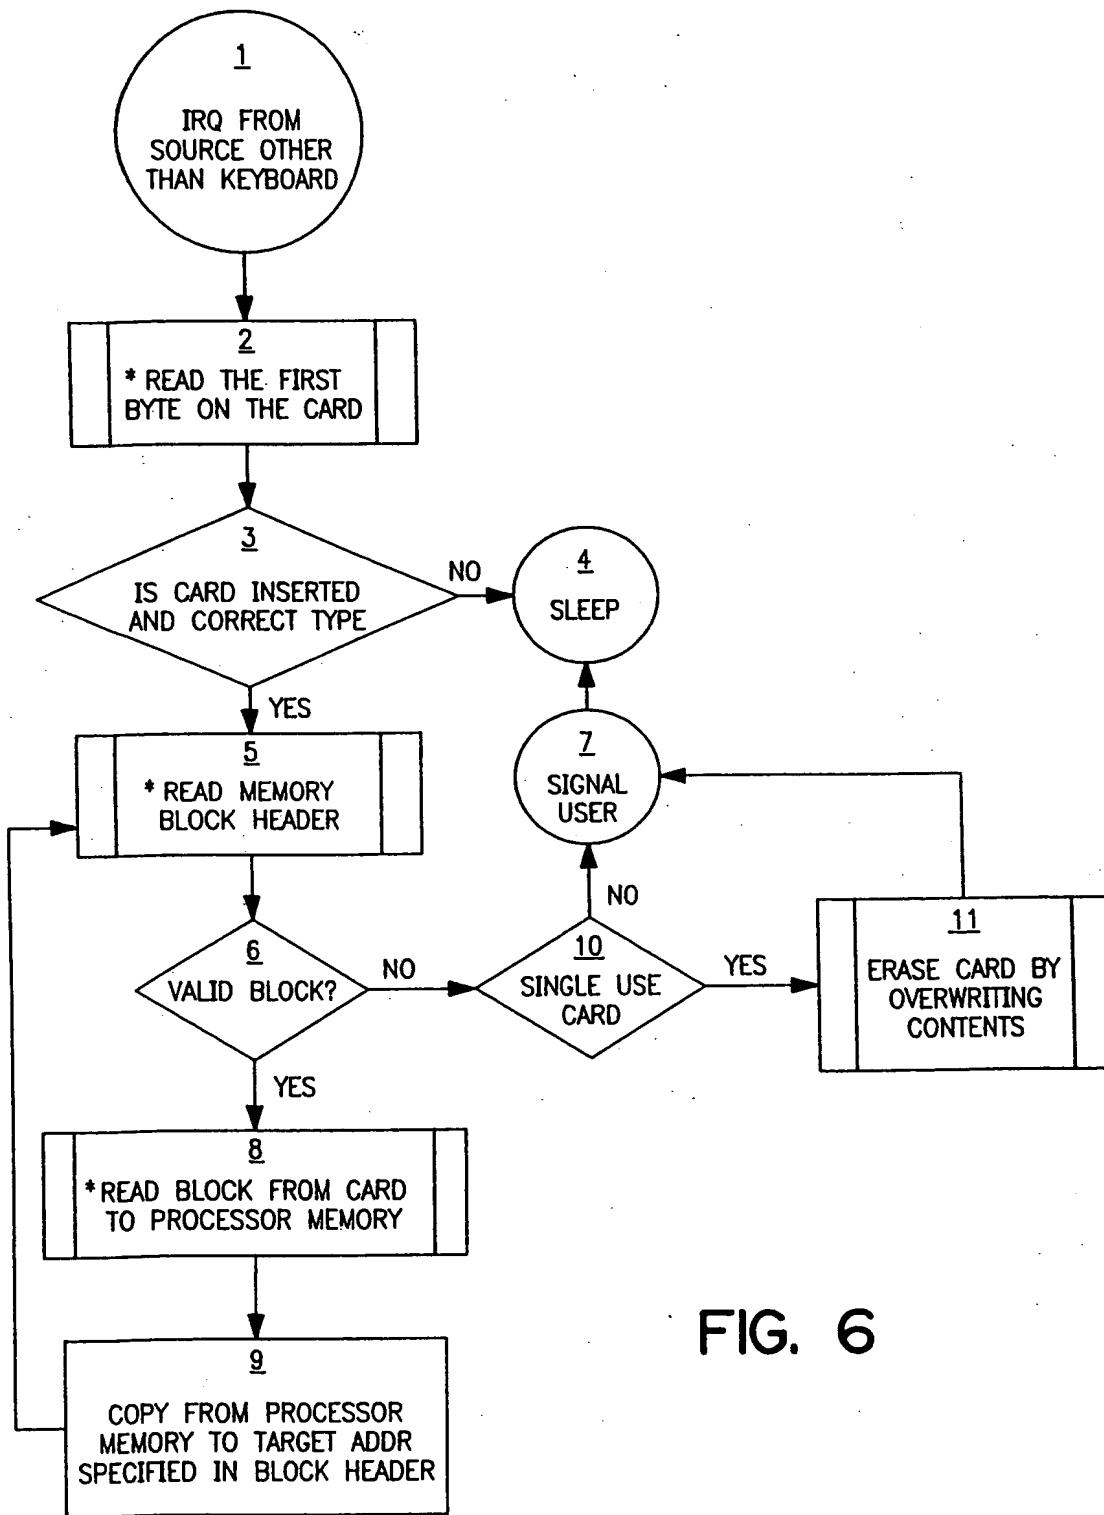 1
IRQ FROM
SOURCE OTHER
THAN KEYBOARD
2
* READ THE FIRST
BYTE ON THE CARD
3
IS CARD INSERTED
AND CORRECT TYPE
NO
4
SLEEP
YES
5
* READ MEMORY
BLOCK HEADER
7
SIGNAL
USER
6
VALID BLOCK?
NO
10
SINGLE USE
CARD
NO
YES
11
ERASE CARD BY
OVERWRITING
CONTENTS
YES
8
* READ BLOCK FROM CARD
TO PROCESSOR MEMORY
9
COPY FROM PROCESSOR
MEMORY TO TARGET ADDR
SPECIFIED IN BLOCK HEADER
FIG. 6